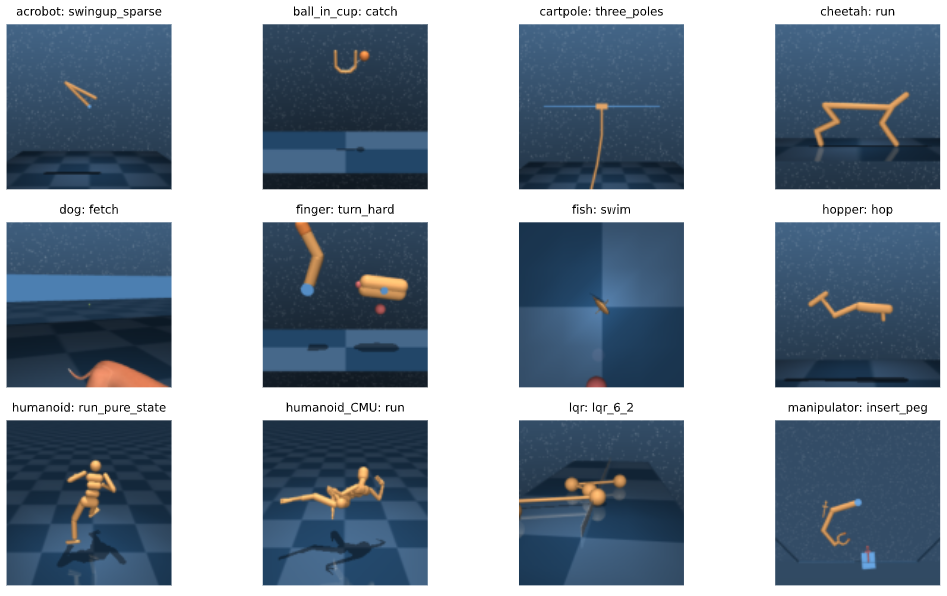 acrobot: swingup_sparse
ball_in_cup: catch
cartpole: three_poles
cheetah: run
dog: fetch
finger: turn_hard
fish: swim
hopper: hop
humanoid: run_pure_state
humanoid_CMU: run
lqr: lqr_6_2
manipulator: insert_peg